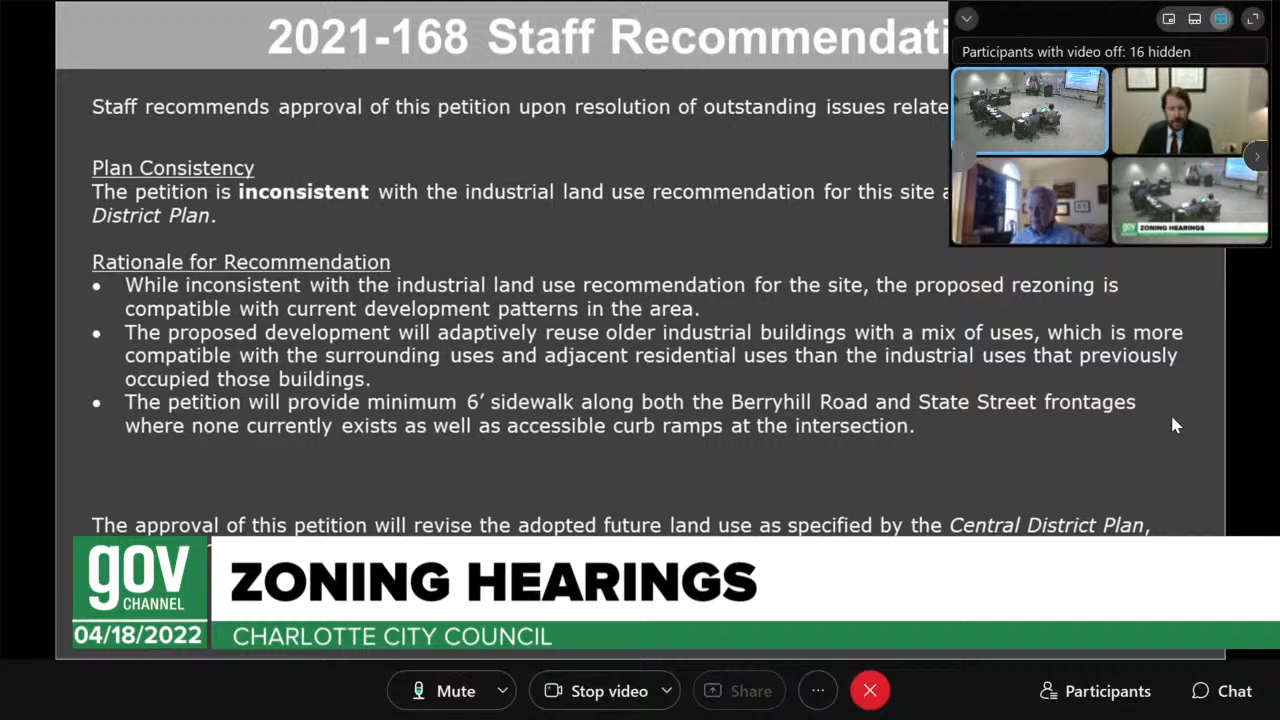 2021-168 Staff Recommendati
Participants with video off: 16 hidden
Staff recommends approval of this petition upon resolution of outstanding issues relate
Plan Consistency
The petition is inconsistent with the industrial land use recommendation for this site a
District Plan.
ZONING HEARINGS
Rationale for Recommendation
• While inconsistent with the industrial land use recommendation for the site, the proposed rezoning is
compatible with current development patterns in the area.
• The proposed development will adaptively reuse older industrial buildings with a mix of uses, which is more
compatible with the surrounding uses and adjacent residential uses than the industrial uses that previously
occupied those buildings.
• The petition will provide minimum 6’ sidewalk along both the Berryhill Road and State Street frontages
where none currently exists as well as accessible curb ramps at the intersection.
The approval of this petition will revise the adopted future land use as specified by the Central District Plan,
gov
CHANNEL
04/18/2022
ZONING HEARINGS
CHARLOTTE CITY COUNCIL
Mute
Stop video
Share
Participants
Chat